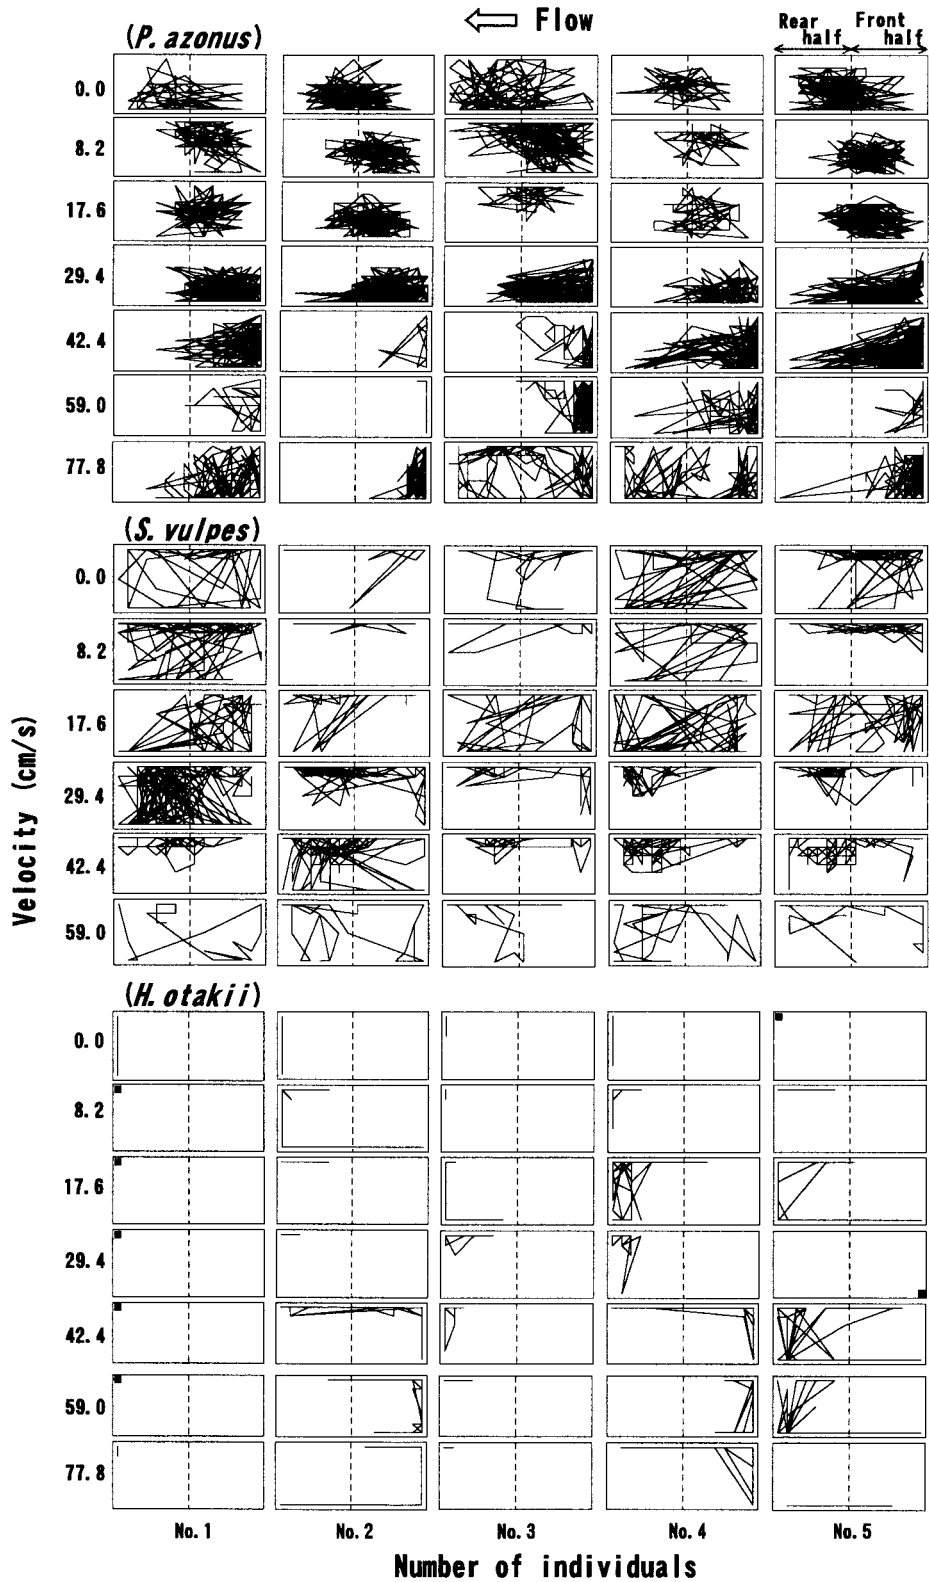 Flow
Rear half
Front half
(P. azonus)
0.0
8.2
17.6
29.4
42.4
59.0
77.8
(S. vulpes)
0.0
8.2
17.6
29.4
42.4
59.0
(H. otakii)
0.0
8.2
17.6
29.4
42.4
59.0
77.8
Velocity (cm/s)
No.1 No.2 No.3 No.4 No.5
Number of individuals